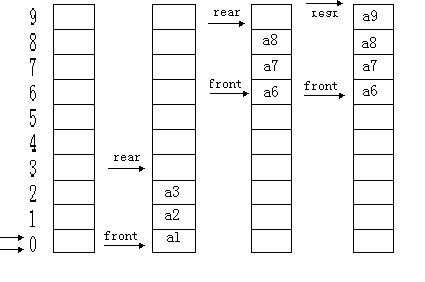 9 rear rear a9
8 a8 a8
7 a7 a7
6 front a6 front a6
5
4
3 rear
2 a3
1 a2
0 front a1